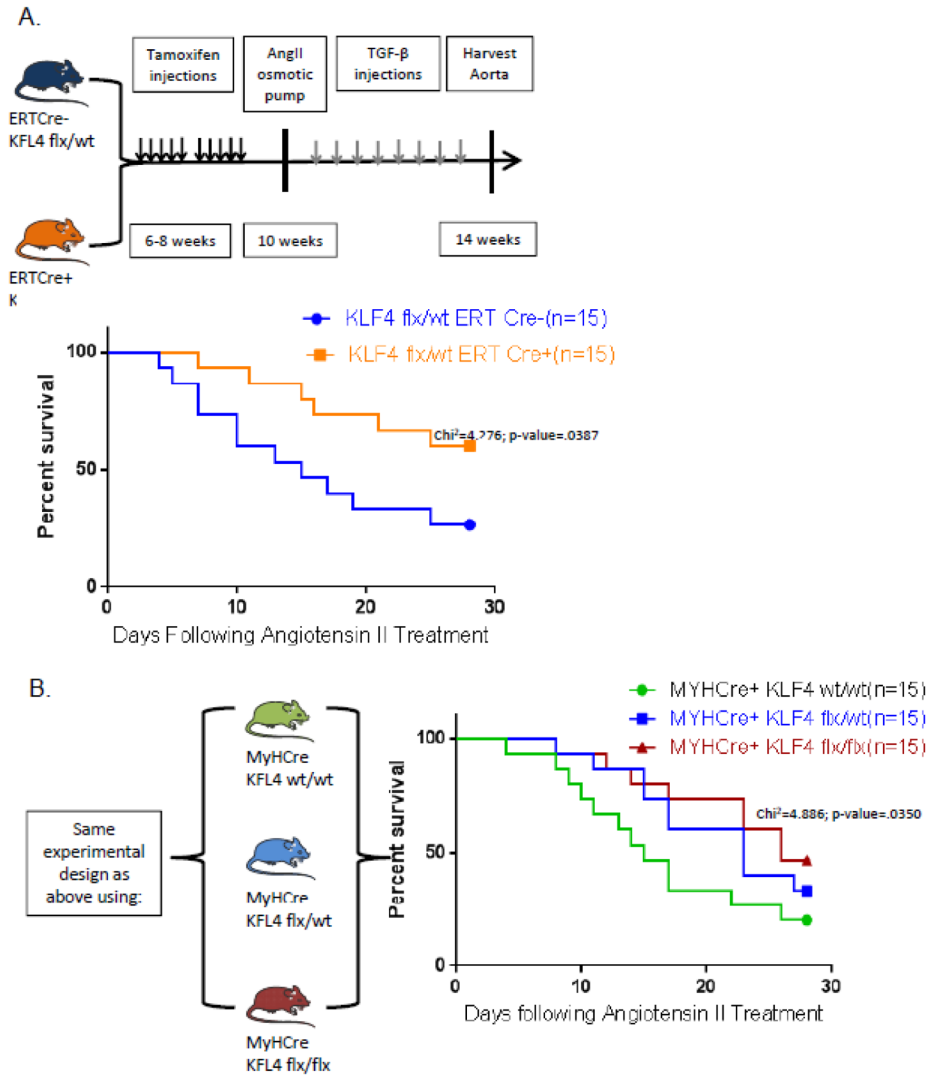 A.
Tamoxifen
injections
AngII
osmotic
pump
TGF-β
injections
Harvest
Aorta
ERTCre-
KFL4 flx/wt
6-8 weeks
10 weeks
14 weeks
ERTCre+
K
KLF4 flx/wt ERT Cre-(n=15)
KLF4 flx/wt ERT Cre+(n=15)
100
50
0
Percent survival
Chi²=4.276; p-value=.0387
0
10
20
30
Days Following Angiotensin II Treatment
B.
Same
experimental
design as
above using:
MyHCre
KFL4 wt/wt
MyHCre
KFL4 flx/wt
MyHCre
KFL4 flx/flx
MYHCre+ KLF4 wt/wt(n=15)
MYHCre+ KLF4 flx/wt(n=15)
MYHCre+ KLF4 flx/flx(n=15)
100
50
0
Percent survival
Chi²=4.886; p-value=.0350
0
10
20
30
Days following Angiotensin II Treatment